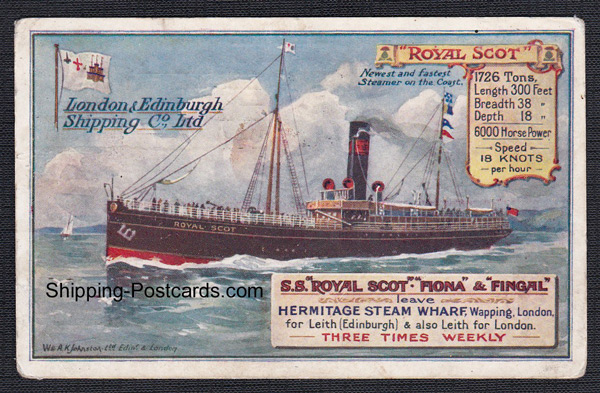 "ROYAL SCOT"
Newest and fastest
Steamer on the Coast.
1726 Tons.
Length 300 Feet
Breadth 38 "
Depth 18 "
6000 Horse Power
Speed
18 KNOTS
per hour
London & Edinburgh
Shipping Co., Ltd
ROYAL SCOT
Shipping-Postcards.com
S.S. "ROYAL SCOT". "FIONA" & "FINGAL"
leave
HERMITAGE STEAM WHARF, Wapping, London,
for Leith (Edinburgh) & also Leith for London.
THREE TIMES WEEKLY
W. & A.K. Johnston, Ltd Edinr. & London